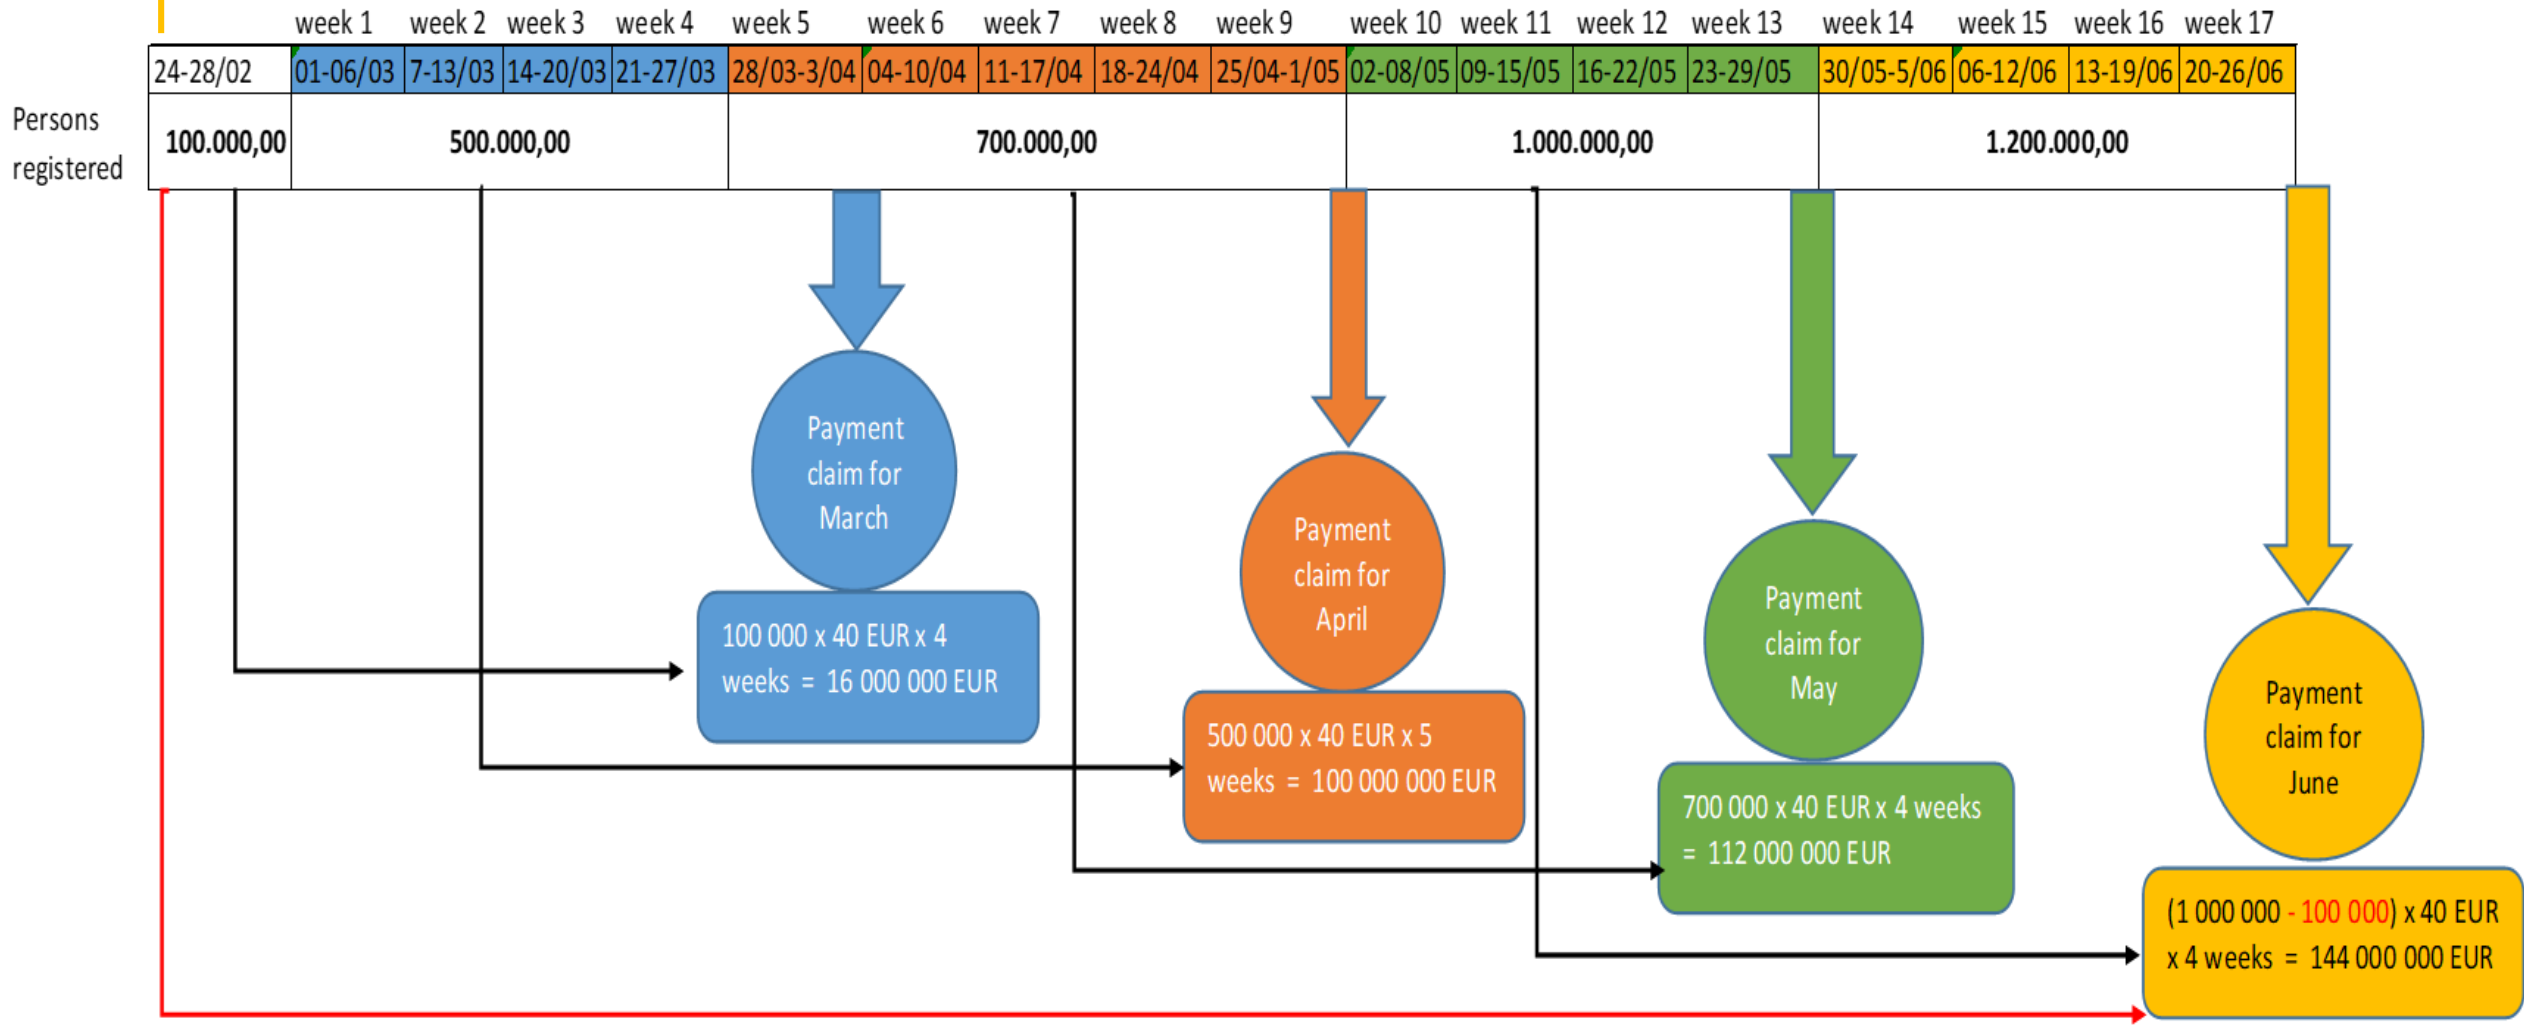 week 1 week 2 week 3 week 4 week 5 week 6 week 7 week 8 week 9 week 10 week 11 week 12 week 13 week 14 week 15 week 16 week 17
24-28/02 01-06/03 7-13/03 14-20/03 21-27/03 28/03-3/04 04-10/04 11-17/04 18-24/04 25/04-1/05 02-08/05 09-15/05 16-22/05 23-29/05 30/05-5/06 06-12/06 13-19/06 20-26/06
Persons
registered
100.000,00 500.000,00 700.000,00 1.000.000,00 1.200.000,00
Payment
claim for
March
100 000 x 40 EUR x 4
weeks = 16 000 000 EUR
Payment
claim for
April
500 000 x 40 EUR x 5
weeks = 100 000 000 EUR
Payment
claim for
May
700 000 x 40 EUR x 4 weeks
= 112 000 000 EUR
Payment
claim for
June
(1 000 000 - 100 000) x 40 EUR
x 4 weeks = 144 000 000 EUR